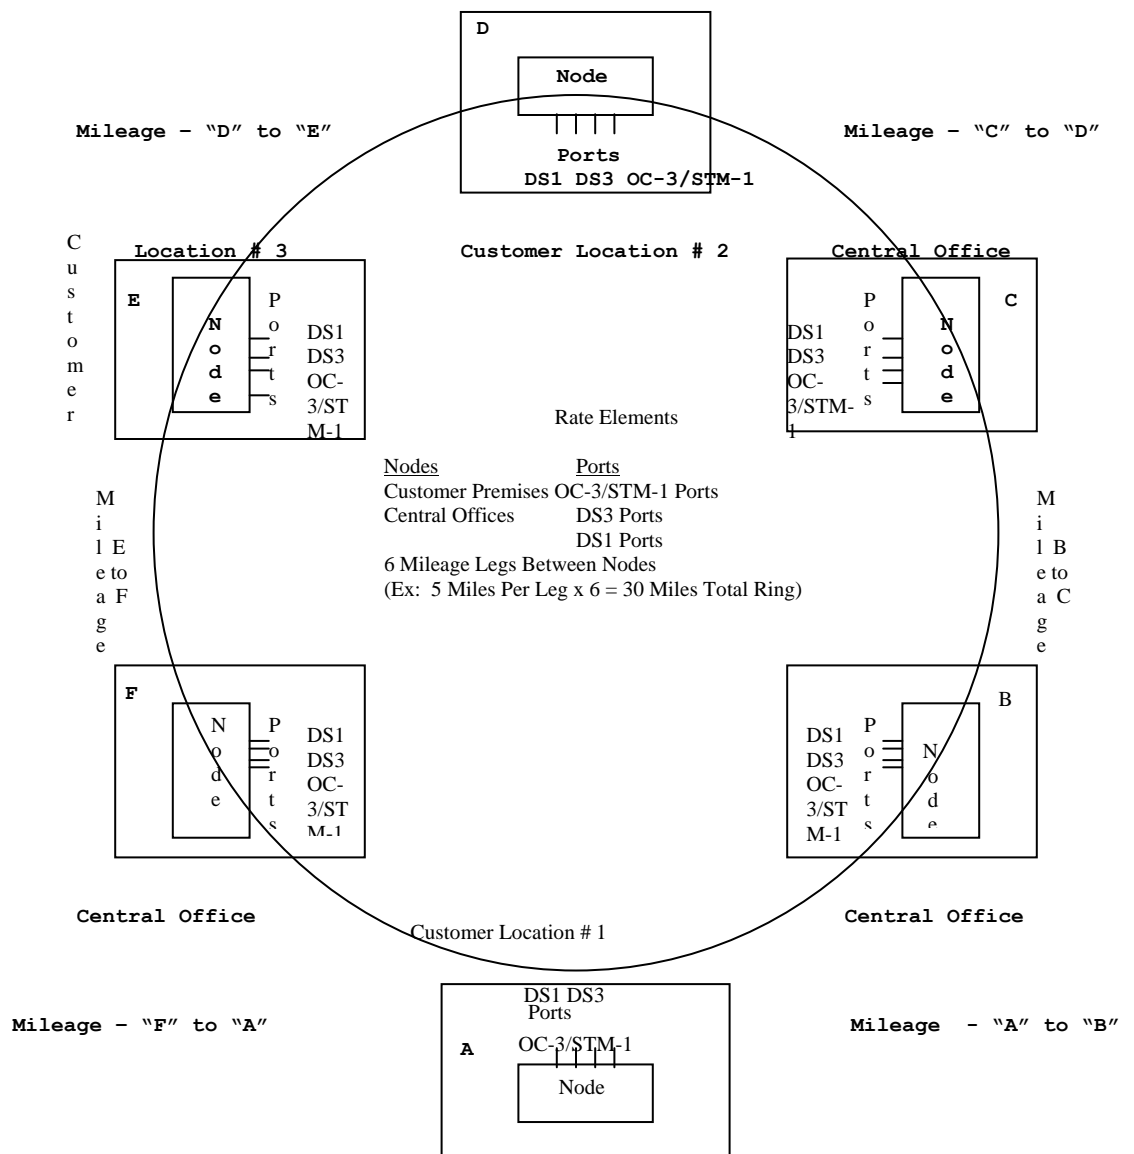 D
Node
Mileage – “D” to “E”
Mileage – “C” to “D”
Ports
DS1 DS3 OC-3/STM-1
Customer
Location # 3
Customer Location # 2
Central Office
E
Node
Ports
DS1
DS3
OC-
3/ST
M-1
DS1
DS3
OC-
3/STM-
1
Ports
Node
C
Rate Elements
Nodes Ports
Customer Premises OC-3/STM-1 Ports
Central Offices DS3 Ports
DS1 Ports
6 Mileage Legs Between Nodes
(Ex: 5 Miles Per Leg x 6 = 30 Miles Total Ring)
Mileage
E
to
F
Mileage
B
to
C
F
Node
Ports
DS1
DS3
OC-
3/ST
M-1
DS1
DS3
OC-
3/ST
M-1
Ports
Node
B
Central Office
Central Office
Customer Location # 1
Mileage – “F” to “A”
Mileage - “A” to “B”
DS1 DS3
Ports
A
OC-3/STM-1
Node